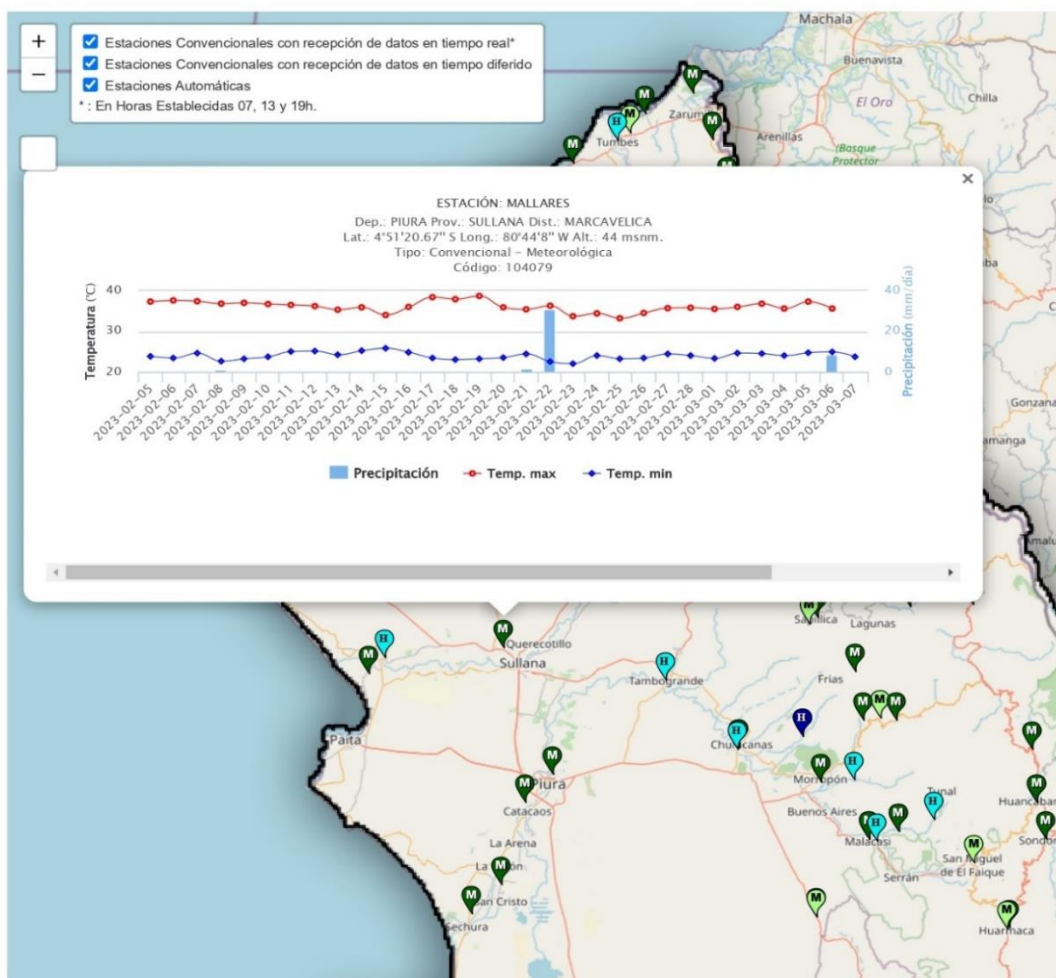 Machala
+
−
Estaciones Convencionales con recepción de datos en tiempo real*
Estaciones Convencionales con recepción de datos en tiempo diferido
Estaciones Automáticas
* : En Horas Establecidas 07, 13 y 19h.
Buenavista
El Oro
Chilla
Zarum
Tumbes
Arenillas
(Bosque
Protector
×
ESTACIÓN: MALLARES
Dep.: PIURA Prov.: SULLANA Dist.: MARCAVELICA
Lat.: 4°51'20.67'' S Long.: 80°44'8'' W Alt.: 44 msnm.
Tipo: Convencional - Meteorológica
Código: 104079
Temperatura (°C)
40
30
20
40
20
0
Precipitación (mm/día)
2023-02-05
2023-02-06
2023-02-07
2023-02-08
2023-02-09
2023-02-10
2023-02-11
2023-02-12
2023-02-13
2023-02-14
2023-02-15
2023-02-16
2023-02-17
2023-02-18
2023-02-19
2023-02-20
2023-02-21
2023-02-22
2023-02-23
2023-02-24
2023-02-25
2023-02-26
2023-02-27
2023-02-28
2023-03-01
2023-03-02
2023-03-03
2023-03-04
2023-03-05
2023-03-06
2023-03-07
Precipitación Temp. max Temp. min
Gonzana
amanga
Amalu
Lagunas
Querecotillo
Sullana
Tambogrande
Frias
Paita
Piura
Morropón
Catacaos
Buenos Aires
Tunal
Huancabam
La Arena
Malacasi
San Miguel
de El Faique
Sondor
Serrán
San Cristo
Sechura
Huarmaca